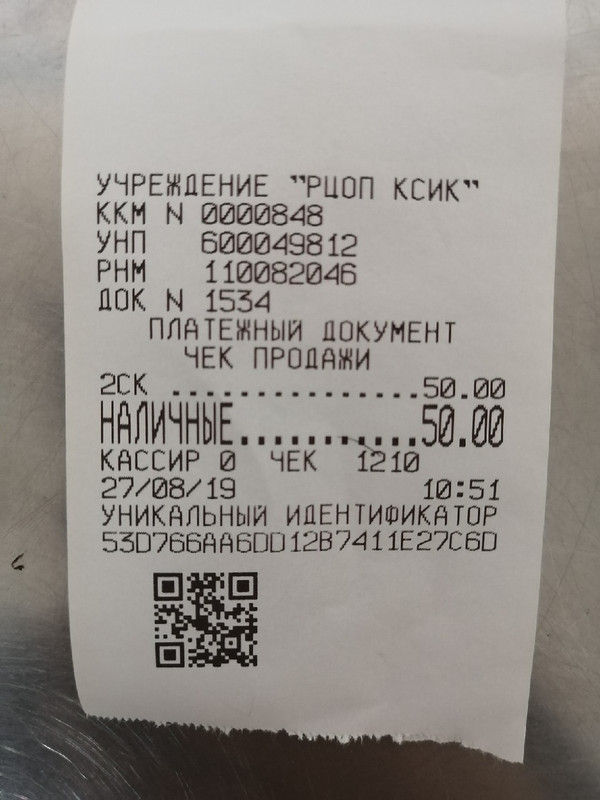 УЧРЕЖДЕНИЕ "РЦОП КСИК"
ККМ N 0000848
УНП 600049812
РНМ 110082046
ДОК N 1534
ПЛАТЕЖНЫЙ ДОКУМЕНТ
ЧЕК ПРОДАЖИ
2СК ................50.00
НАЛИЧНЫЕ...........50.00
КАССИР 0 ЧЕК 1210
27/08/19 10:51
УНИКАЛЬНЫЙ ИДЕНТИФИКАТОР
53D766AA6DD12B7411E27C6D